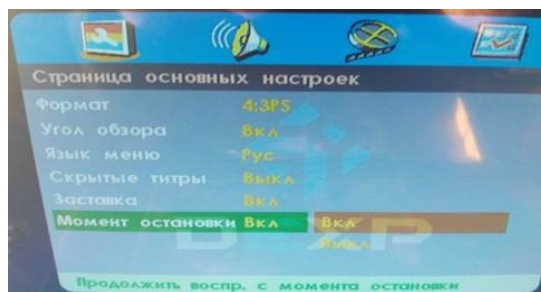 Страница основных настроек
Формат 4:3PS
Угол обзора Вкл
Язык меню Рус
Скрытые титры Выкл
Заставка Вкл
Момент остановки Вкл Вкл
Выкл
DEXP
Продолжить воспр. с момента остановки